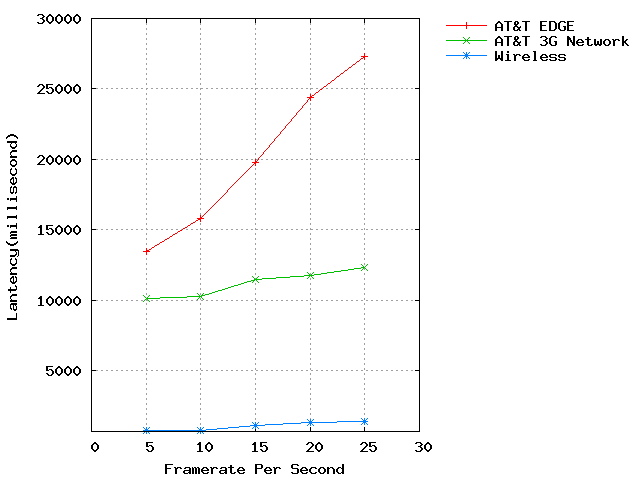 30000
25000
20000
15000
10000
5000
0 5 10 15 20 25 30
Lantency(millisecond)
Framerate Per Second
AT&T EDGE
AT&T 3G Network
Wireless